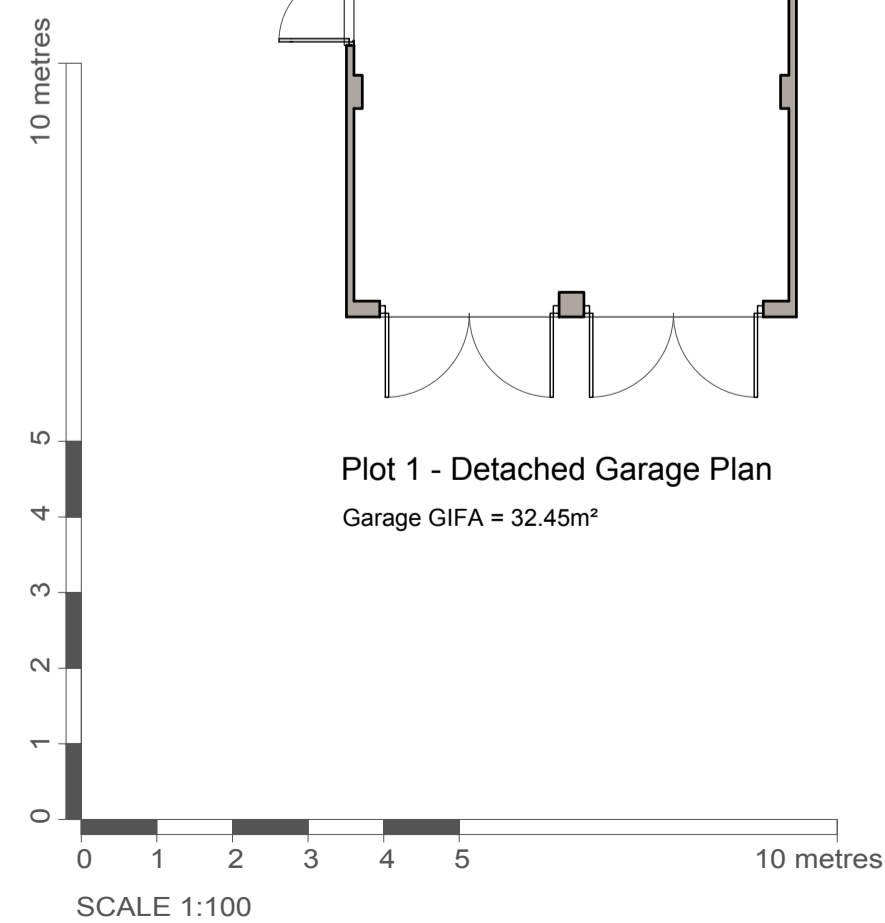 10 metres
Plot 1 - Detached Garage Plan
Garage GIFA = 32.45m²
5
4
3
2
1
0
0 1 2 3 4 5 10 metres
SCALE 1:100